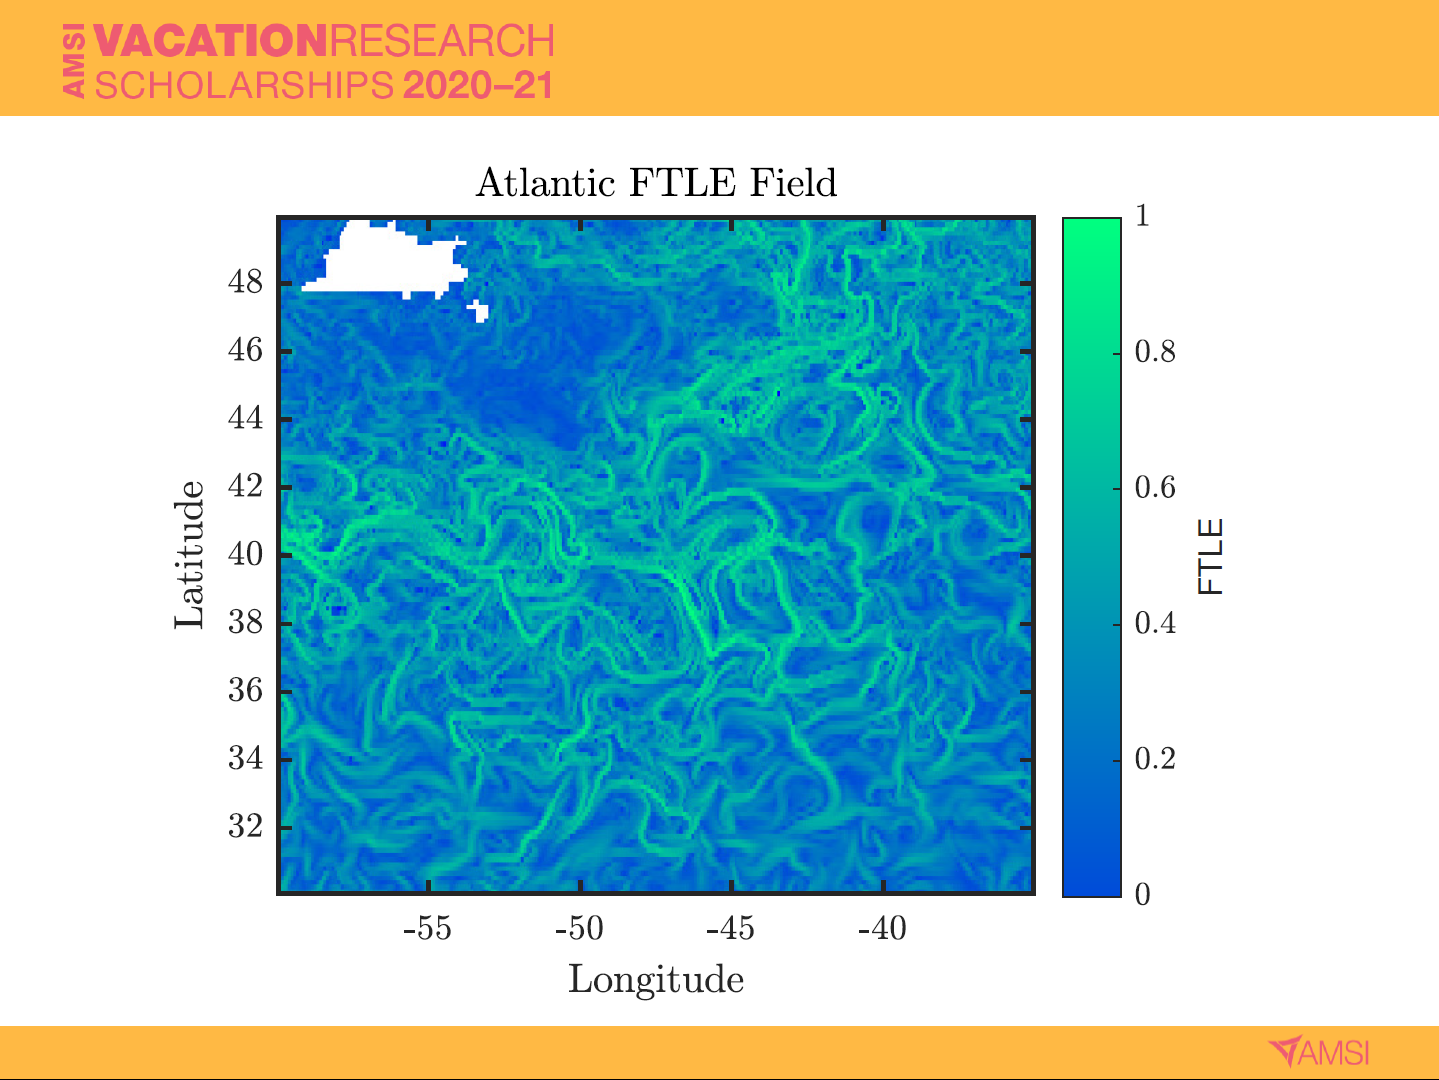 AMSI
VACATIONRESEARCH
SCHOLARSHIPS 2020–21
Atlantic FTLE Field
48
46
44
42
40
38
36
34
32
Latitude
-55
-50
-45
-40
Longitude
1
0.8
0.6
0.4
0.2
0
FTLE
AMSI